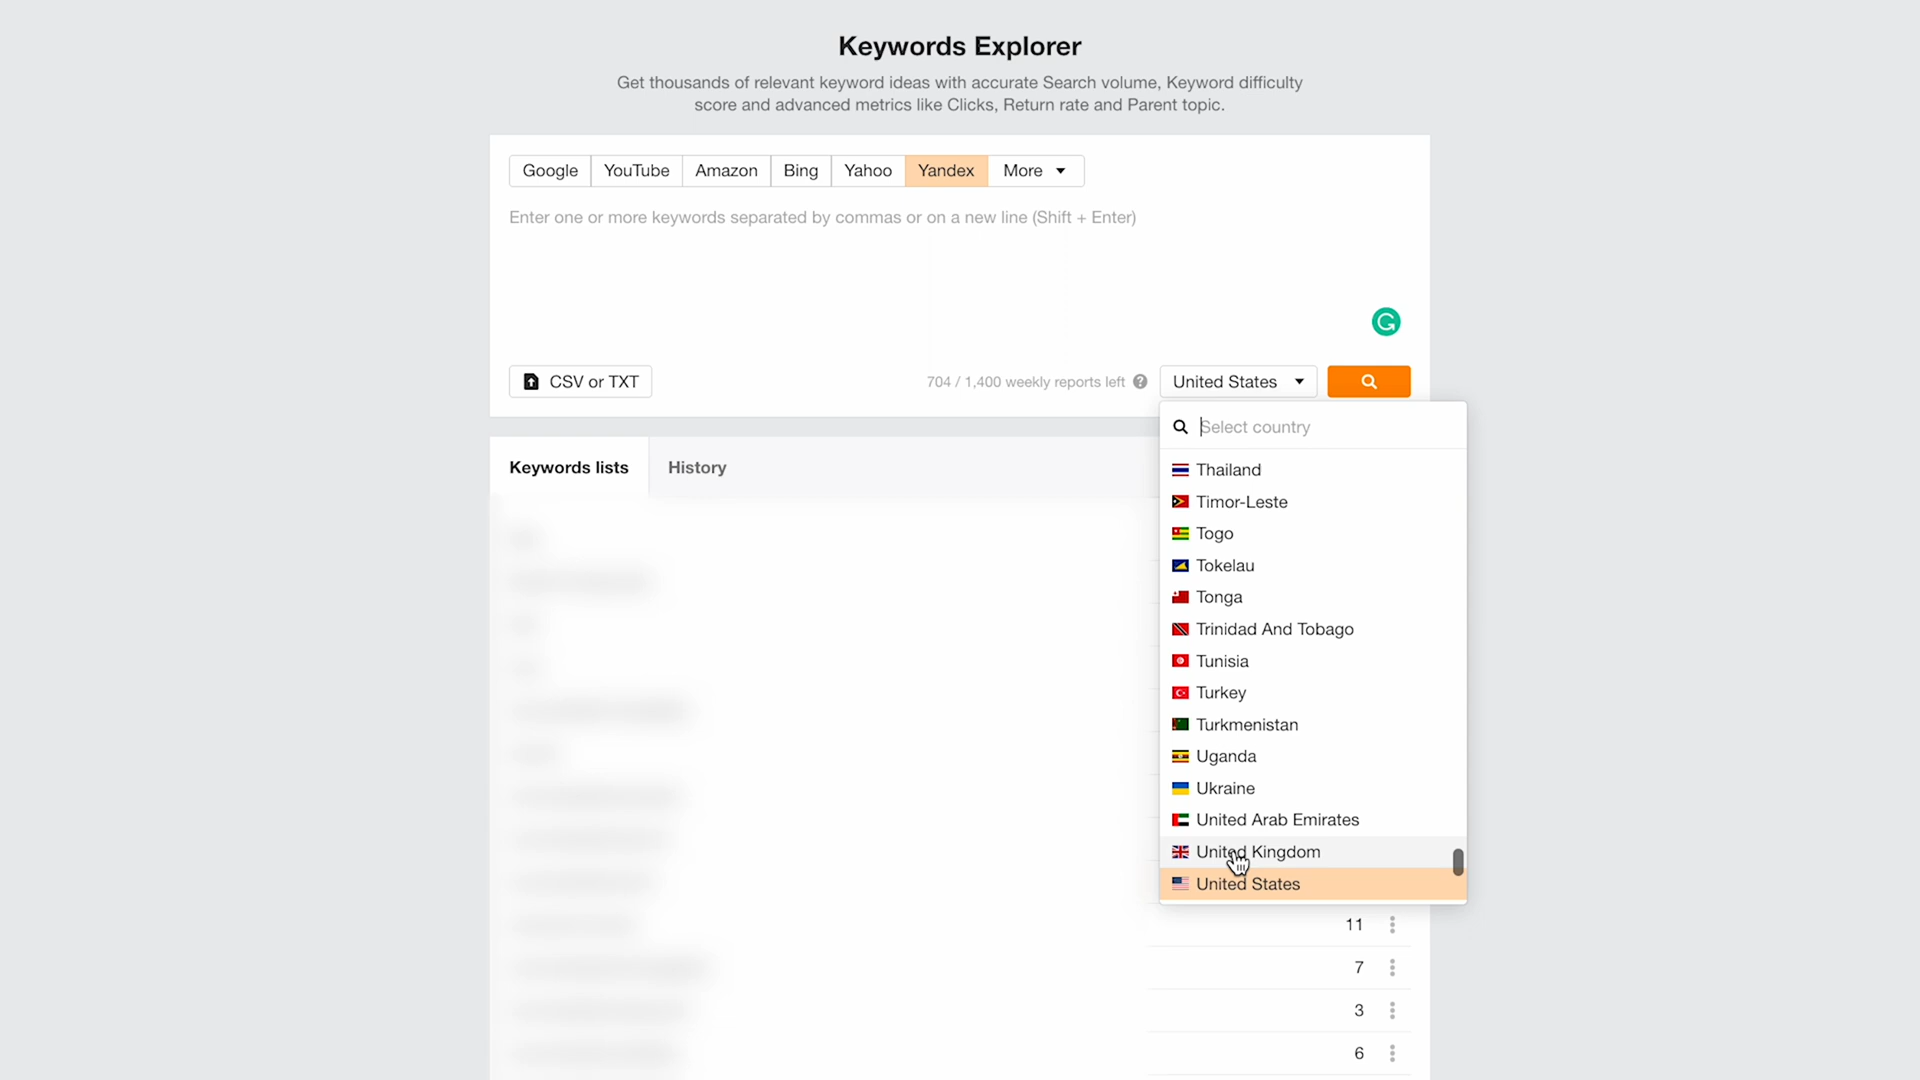 Keywords Explorer
Get thousands of relevant keyword ideas with accurate Search volume, Keyword difficulty
score and advanced metrics like Clicks, Return rate and Parent topic.
Google YouTube Amazon Bing Yahoo Yandex More
Enter one or more keywords separated by commas or on a new line (Shift + Enter)
CSV or TXT 704 / 1,400 weekly reports left ? United States
Select country
Keywords lists History
Thailand
Timor-Leste
Togo
Tokelau
Tonga
Trinidad And Tobago
Tunisia
Turkey
Turkmenistan
Uganda
Ukraine
United Arab Emirates
United Kingdom
United States
11
7
3
6